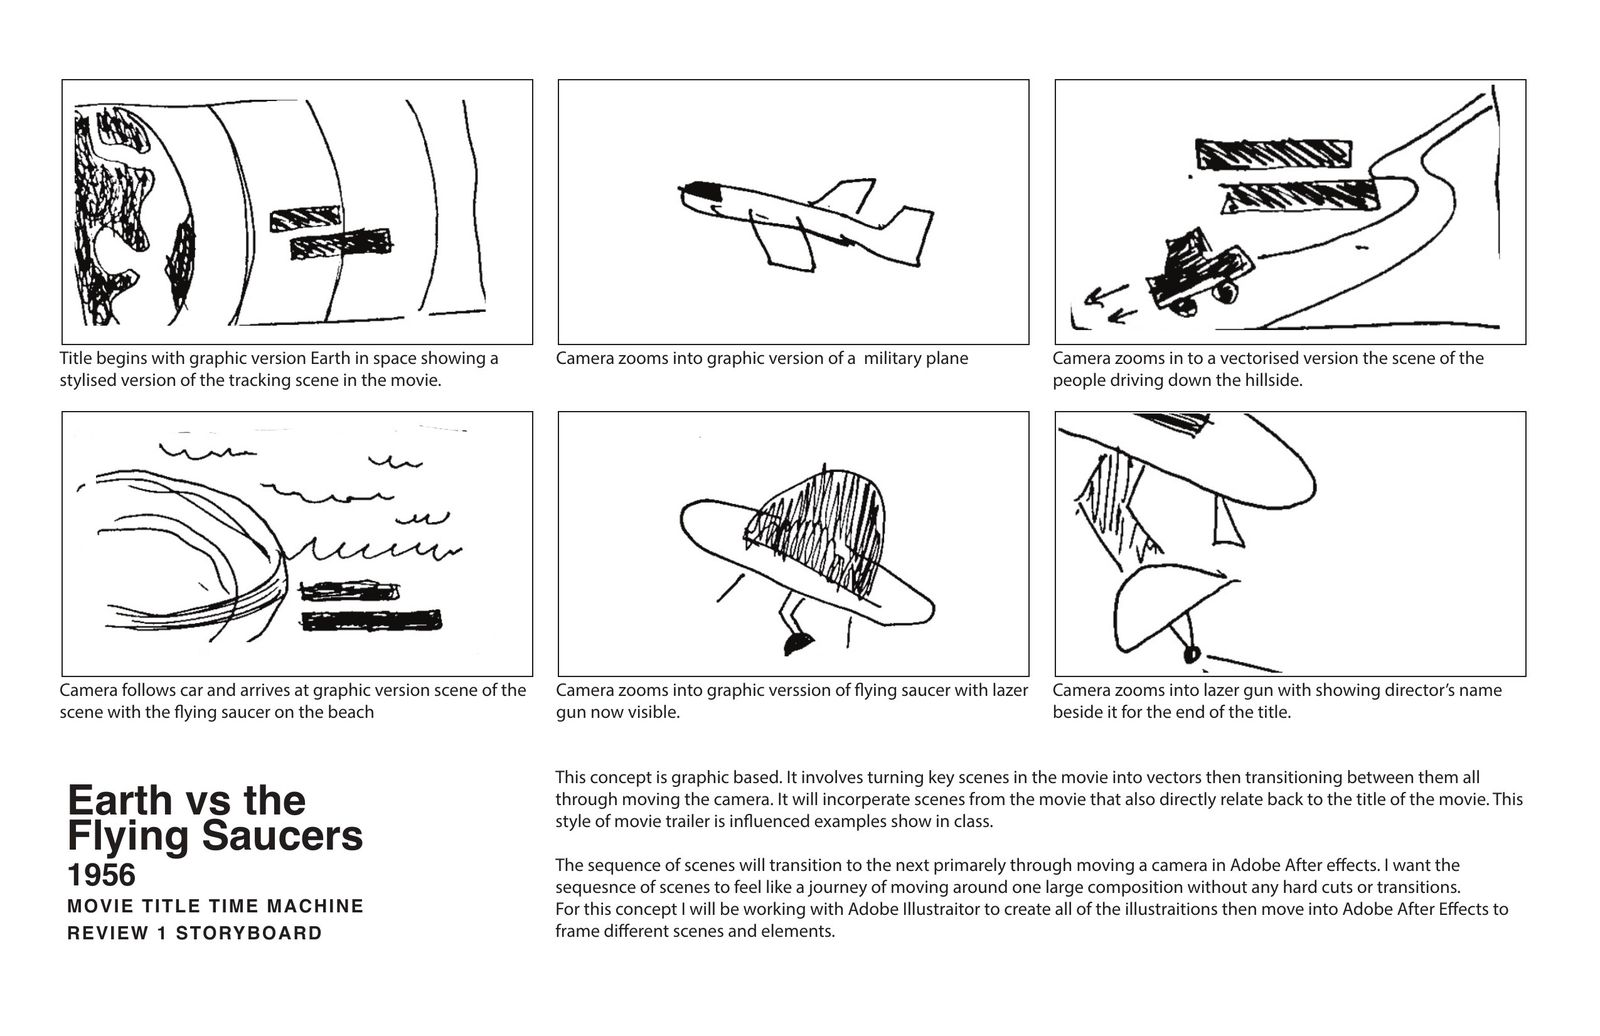 Title begins with graphic version Earth in space showing a
stylised version of the tracking scene in the movie.
Camera zooms into graphic version of a  military plane
Camera zooms in to a vectorised version the scene of the
people driving down the hillside.
Camera follows car and arrives at graphic version scene of the
scene with the flying saucer on the beach
Camera zooms into graphic verssion of flying saucer with lazer
gun now visible.
Camera zooms into lazer gun with showing director's name
beside it for the end of the title.
Earth vs the
Flying Saucers
1956
MOVIE TITLE TIME MACHINE
REVIEW 1 STORYBOARD
This concept is graphic based. It involves turning key scenes in the movie into vectors then transitioning between them all
through moving the camera. It will incorperate scenes from the movie that also directly relate back to the title of the movie. This
style of movie trailer is influenced examples show in class.
The sequence of scenes will transition to the next primarely through moving a camera in Adobe After effects. I want the
sequesnce of scenes to feel like a journey of moving around one large composition without any hard cuts or transitions.
For this concept I will be working with Adobe Illustraitor to create all of the illustraitions then move into Adobe After Effects to
frame different scenes and elements.